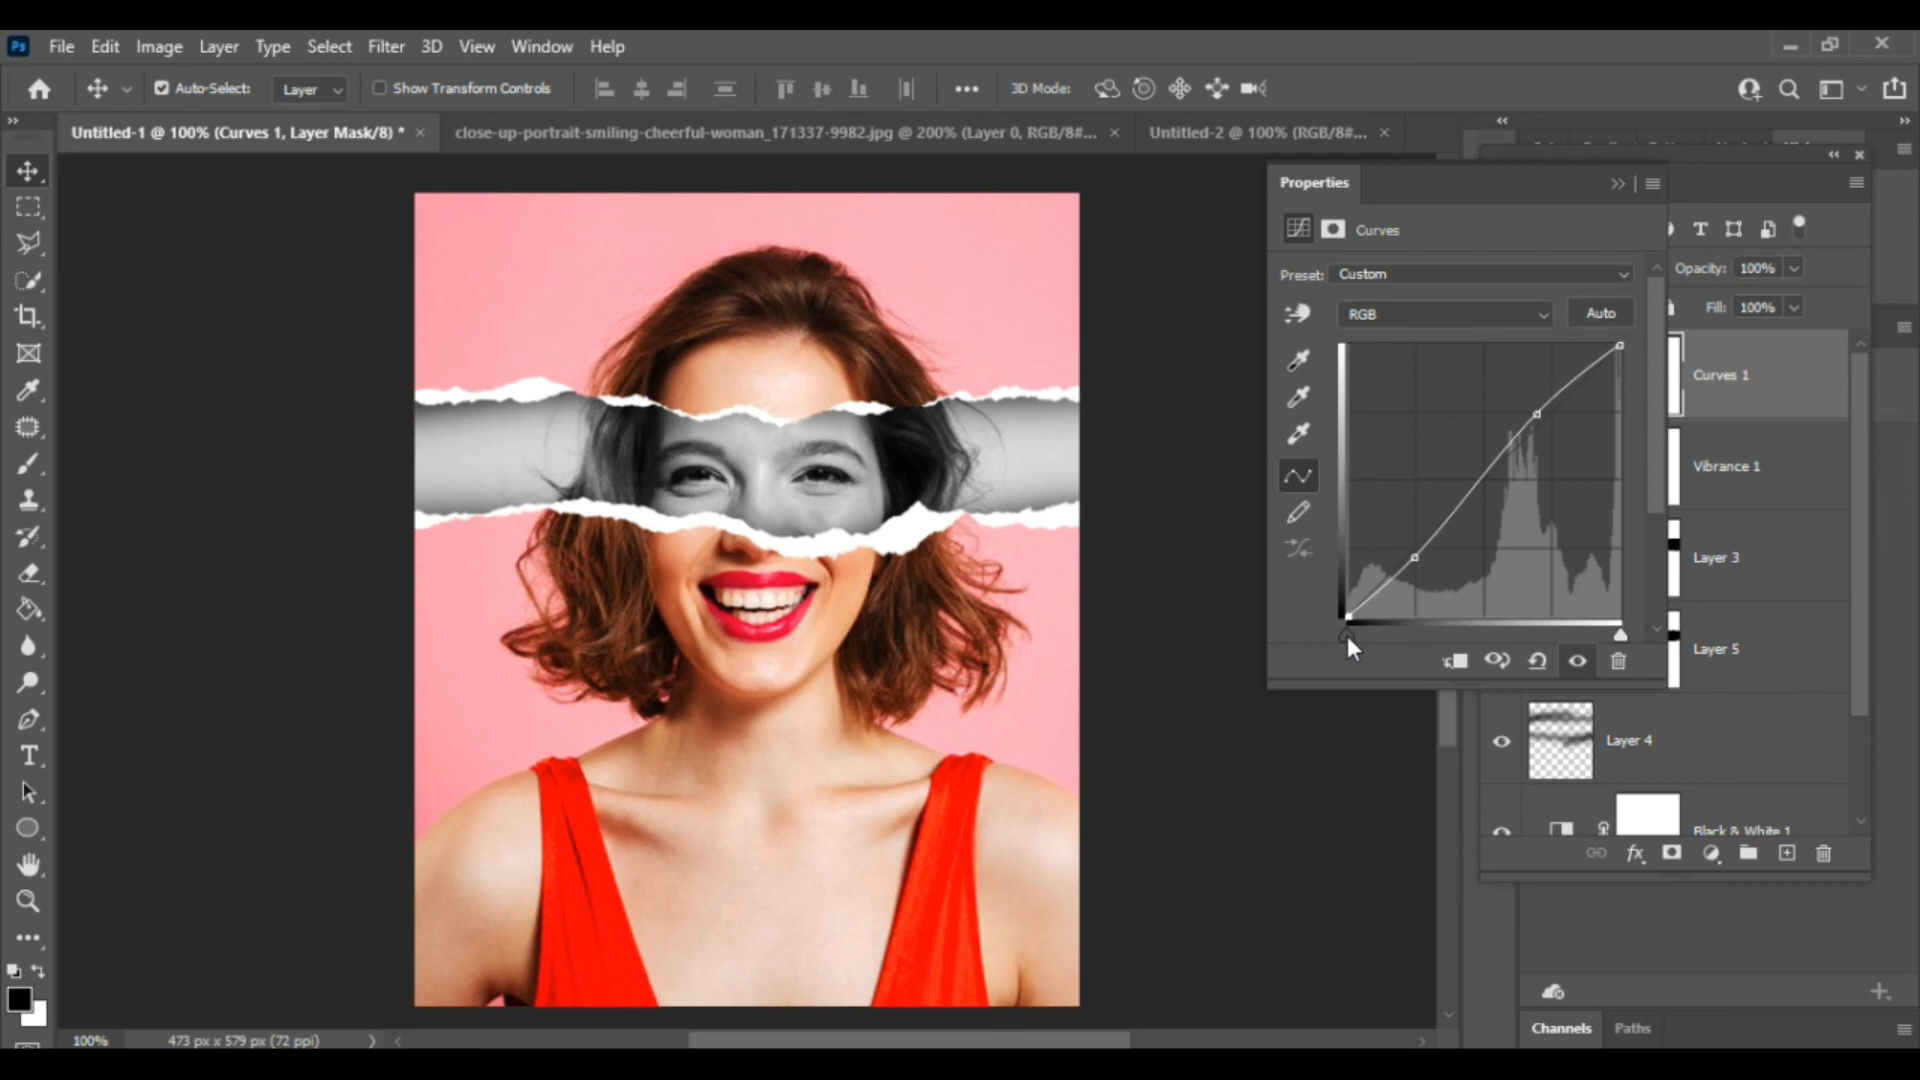 Ps File Edit Image Layer Type Select Filter 3D View Window Help
Auto-Select: Layer Show Transform Controls 3D Mode:
Untitled-1 @ 100% (Curves 1, Layer Mask/8) * close-up-portrait-smiling-cheerful-woman_171337-9982.jpg @ 200% (Layer 0, RGB/8#... Untitled-2 @ 100% (RGB/8#...
Properties
Curves
Preset: Custom
RGB Auto
Opacity: 100%
Fill: 100%
Curves 1
Vibrance 1
Layer 3
Layer 5
Layer 4
Black & White 1
fx
Channels Paths
100% 473 px x 579 px (72 ppi)